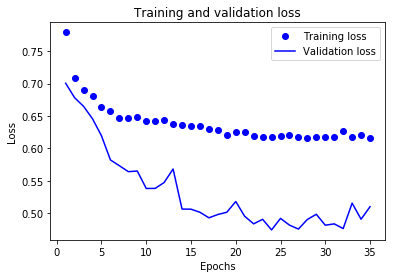 Training and validation loss
Training loss
Validation loss
0.75
0.70
0.65
0.60
0.55
0.50
Loss
0 5 10 15 20 25 30 35
Epochs